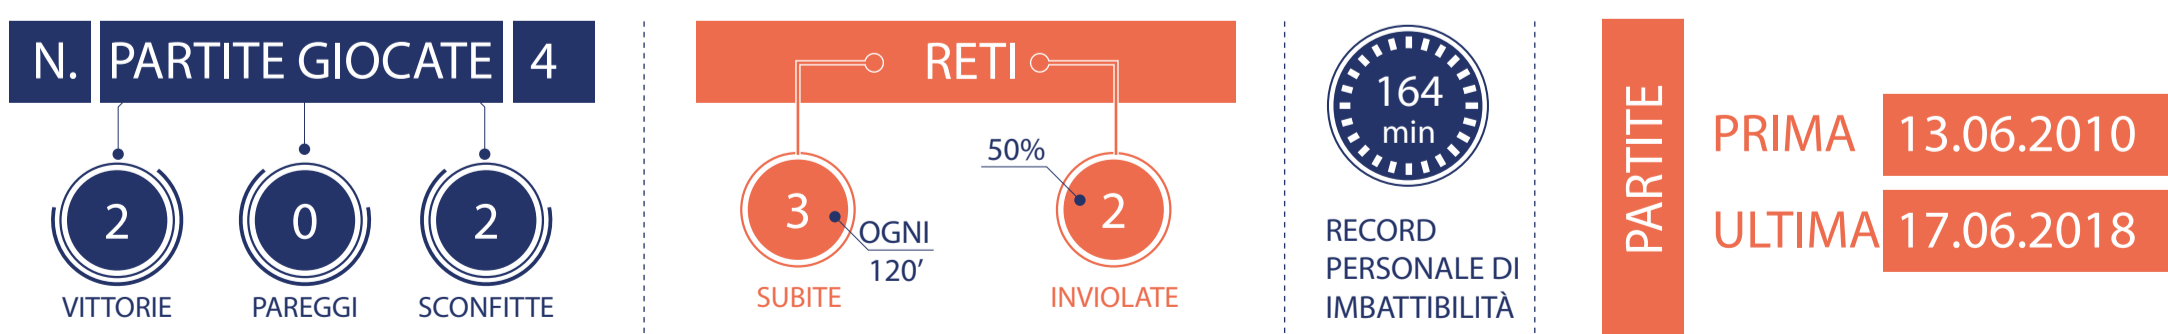 N. PARTITE GIOCATE 4
2 0 2
VITTORIE PAREGGI SCONFITTE
RETI
3
OGNI
120’
SUBITE
50%
2
INVIOLATE
164
min
RECORD
PERSONALE DI
IMBATTIBILITÀ
PARTITE
PRIMA 13.06.2010
ULTIMA 17.06.2018